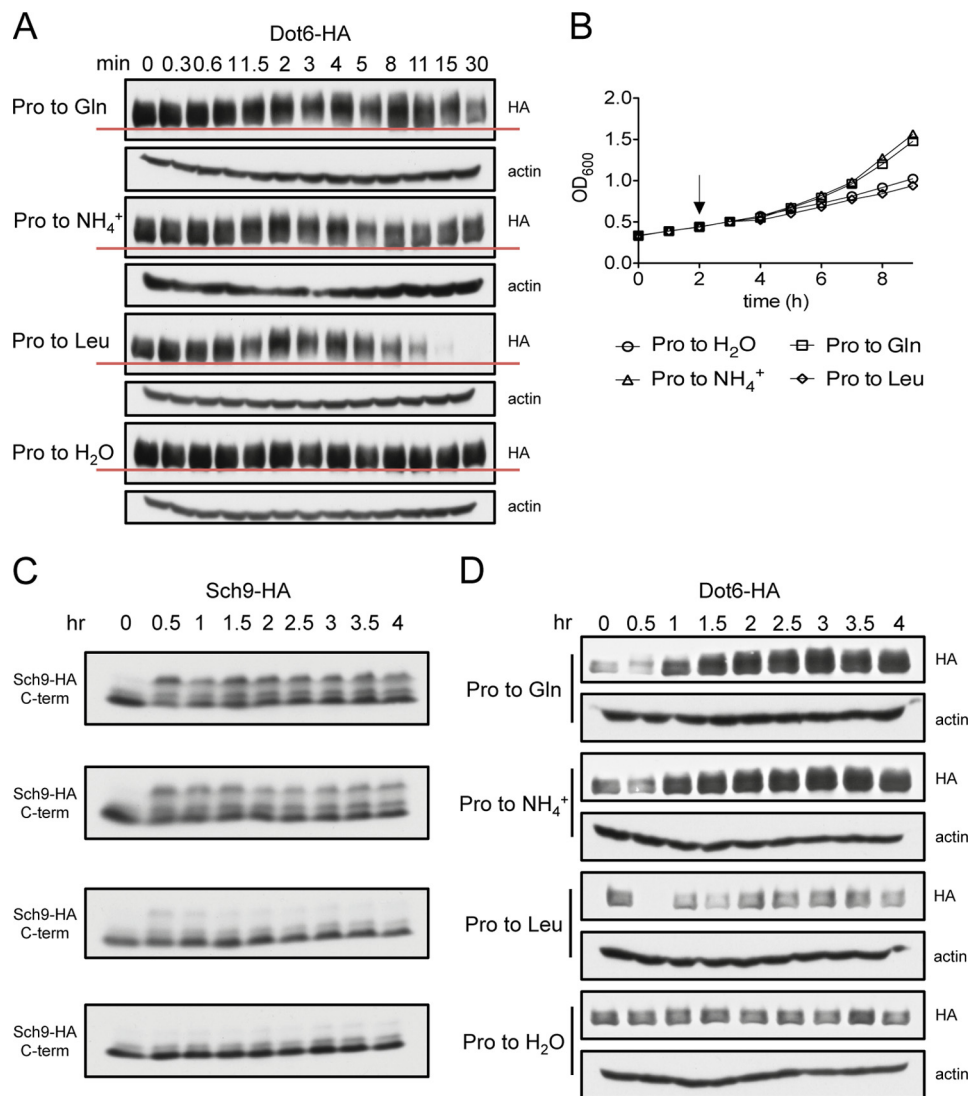 A
Dot6-HA
min 0 0.3 0.6 1 1.5 2 3 4 5 8 11 15 30
Pro to Gln HA
actin
Pro to NH4+ HA
actin
Pro to Leu HA
actin
Pro to H2O HA
actin
B
OD600
1.5
1.0
0.5
0.0
0 2 4 6 8
time (h)
Pro to H2O Pro to Gln
Pro to NH4+ Pro to Leu
C
Sch9-HA
hr 0 0.5 1 1.5 2 2.5 3 3.5 4
Sch9-HA
C-term
Sch9-HA
C-term
Sch9-HA
C-term
Sch9-HA
C-term
D
Dot6-HA
hr 0 0.5 1 1.5 2 2.5 3 3.5 4
HA
Pro to Gln
actin
HA
Pro to NH4+
actin
HA
Pro to Leu
actin
HA
Pro to H2O
actin